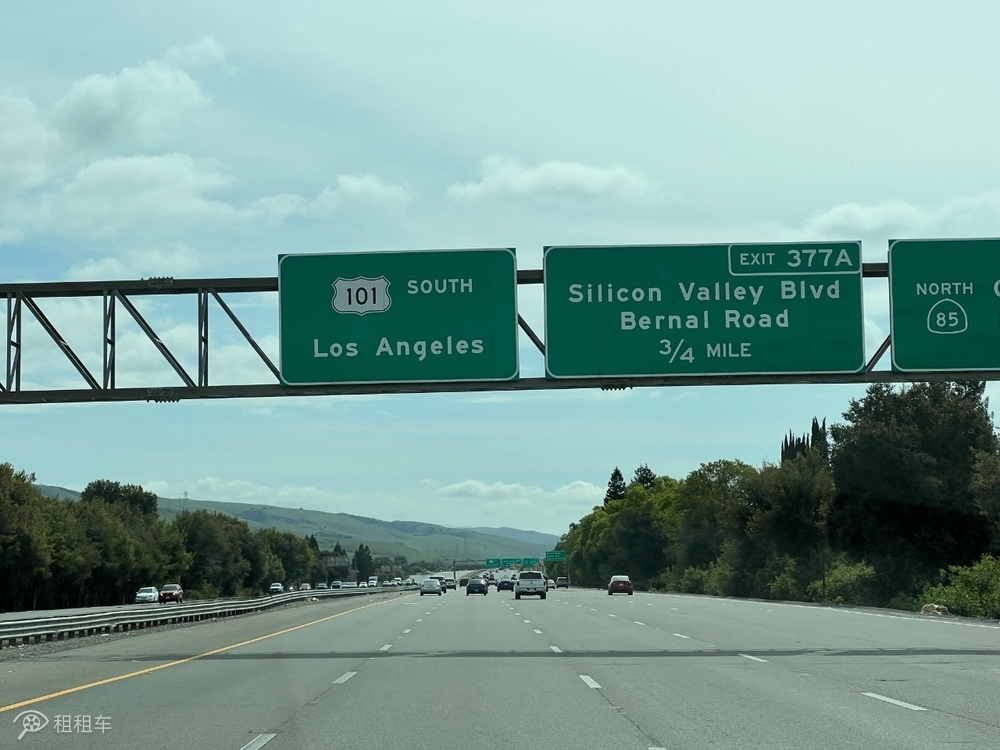 101 SOUTH
Los Angeles
EXIT 377A
Silicon Valley Blvd
Bernal Road
3/4 MILE
NORTH
85
租租车